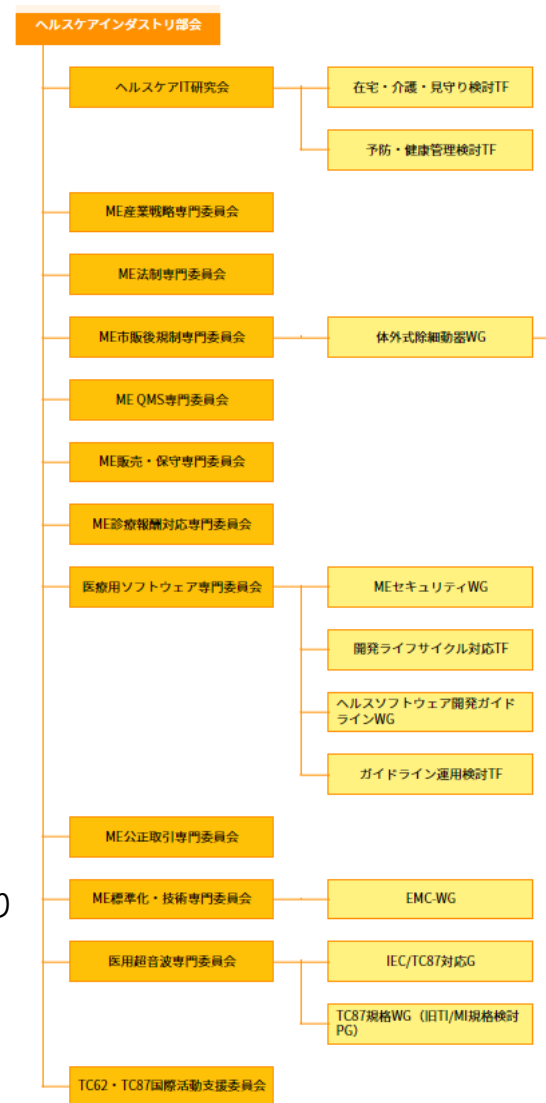 ヘルスケアインダストリ部会
ヘルスケアIT研究会
在宅・介護・見守り検討TF
予防・健康管理検討TF
ME産業戦略専門委員会
ME法制専門委員会
ME市販後規制専門委員会
体外式除細動器WG
ME QMS専門委員会
ME販売・保守専門委員会
ME診療報酬対応専門委員会
医療用ソフトウェア専門委員会
MEセキュリティWG
開発ライフサイクル対応TF
ヘルスソフトウェア開発ガイド
ラインWG
ガイドライン運用検討TF
ME公正取引専門委員会
ME標準化・技術専門委員会
EMC-WG
医用超音波専門委員会
IEC/TC87対応G
TC87規格WG（旧TI/MI規格検討
PG）
TC62・TC87国際活動支援委員会